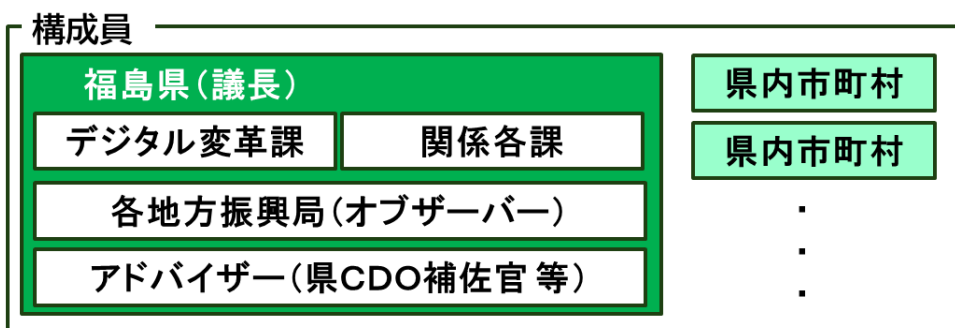 構成員
福島県（議長）
デジタル変革課
関係各課
各地方振興局（オブザーバー）
アドバイザー（県CDO補佐官 等）
県内市町村
県内市町村
・
・
・